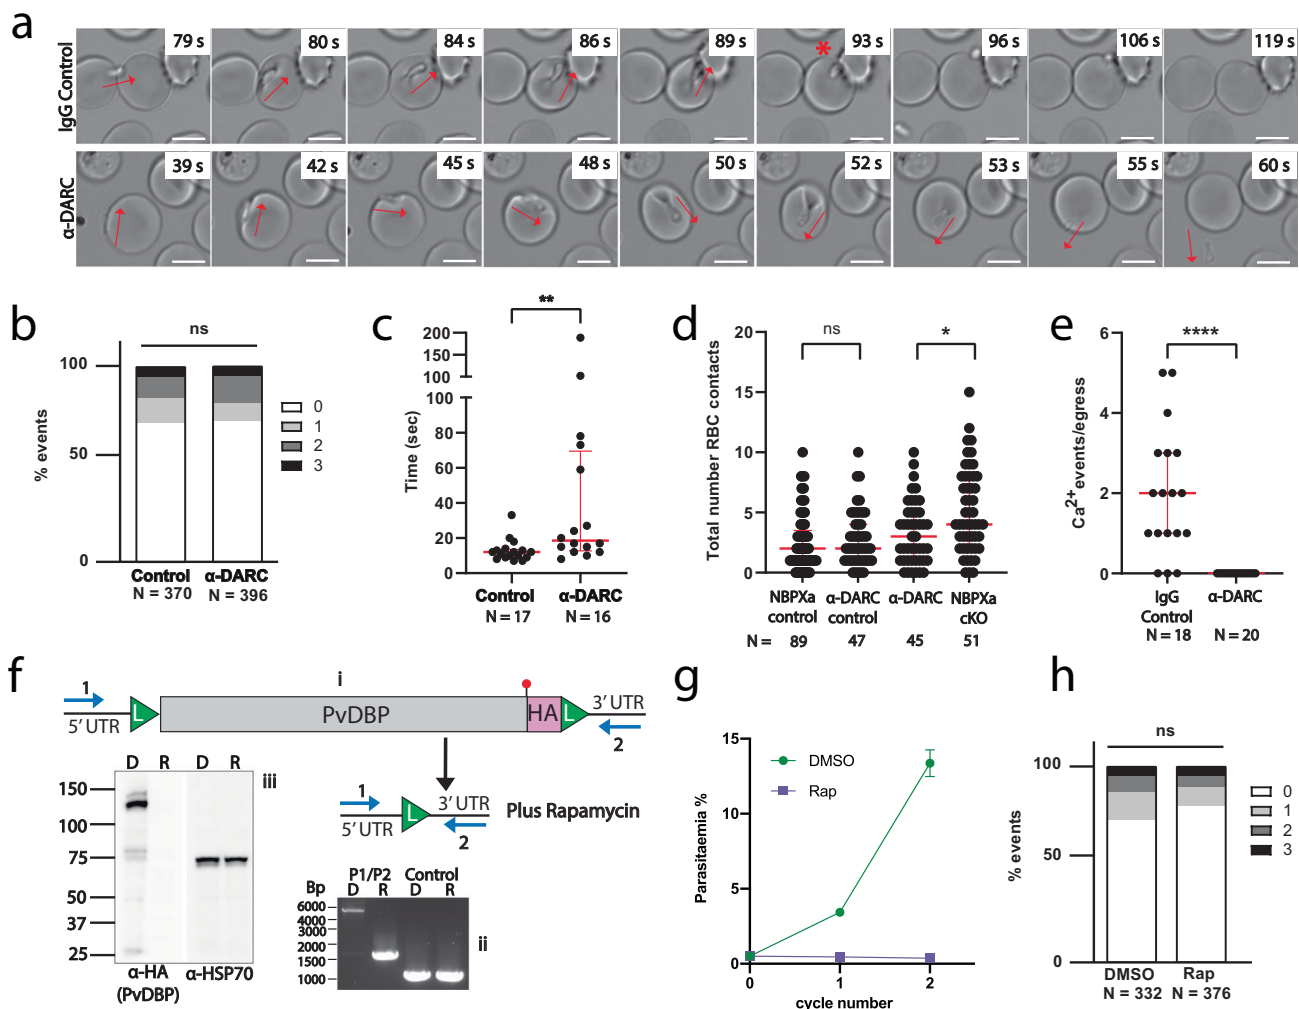 a
IgG Control
79 s
80 s
84 s
86 s
89 s
*
93 s
96 s
106 s
119 s
α-DARC
39 s
42 s
45 s
48 s
50 s
52 s
53 s
55 s
60 s
b
ns
% events
100
50
0
Control
N = 370
α-DARC
N = 396
0
1
2
3
c
**
Time (sec)
200
150
100
100
80
60
40
20
0
Control
N = 17
α-DARC
N = 16
d
ns
*
Total number RBC contacts
20
15
10
5
0
NBPXa
control
α-DARC
control
α-DARC
NBPXa
cKO
N =
89
47
45
51
e
****
Ca2+events/egress
6
4
2
0
IgG
Control
N = 18
α-DARC
N = 20
f
i
1
5' UTR
L
PvDBP
HA
L
3' UTR
2
1
5' UTR
L
3' UTR
2
Plus Rapamycin
iii
D R D R
150
100
75
50
37
25
α-HA
(PvDBP)
α-HSP70
ii
P1/P2 Control
Bp D R D R
6000
4000
3000
2000
1500
1000
g
Parasitaemia %
15
10
5
0
DMSO
Rap
0 1 2
cycle number
h
ns
% events
100
50
0
DMSO
N = 332
Rap
N = 376
0
1
2
3